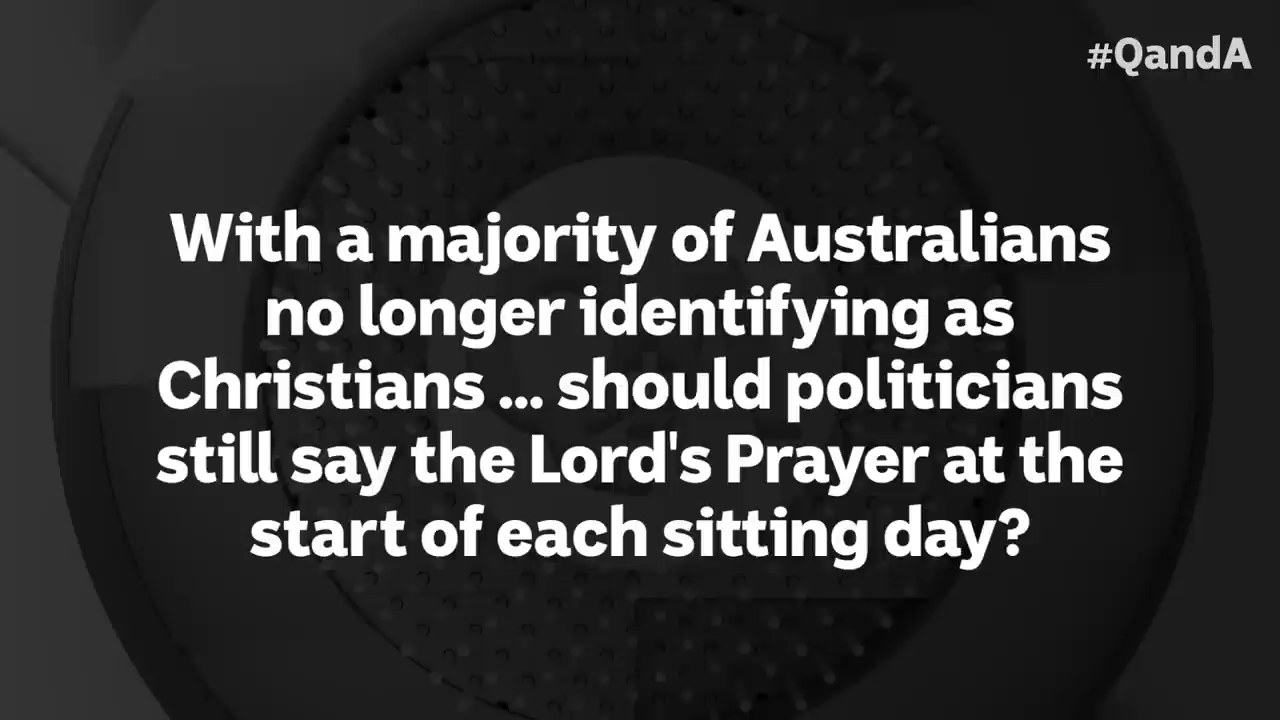 #QandA
With a majority of Australians
no longer identifying as
Christians ... should politicians
still say the Lord's Prayer at the
start of each sitting day?